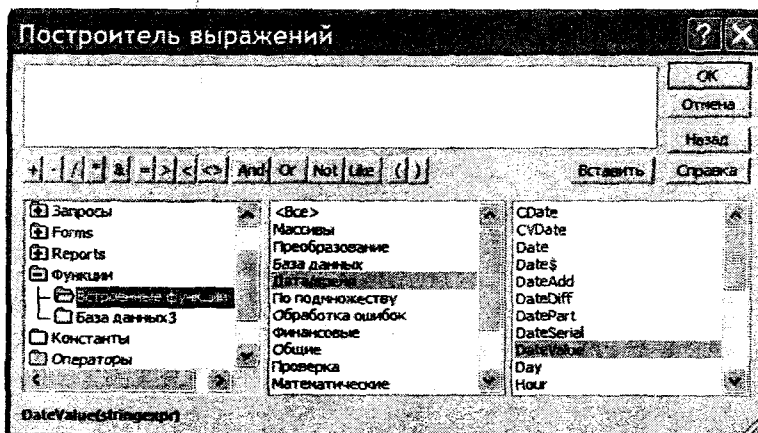 Построитель выражений
? X
OK
Отмена
Назад
+ - / * & = > < <> And Or Not Like ( )
Вставить
Справка
Запросы
Forms
Reports
Функции
Встроенные функции
База данных3
Константы
Операторы
<Все>
Массивы
Преобразование
База данных
Дата/время
По подмножеству
Обработка ошибок
Финансовые
Общие
Проверка
Математические
CDate
CVDate
Date
Date$
DateAdd
DateDiff
DatePart
DateSerial
DateValue
Day
Hour
DateValue(stringexpr)